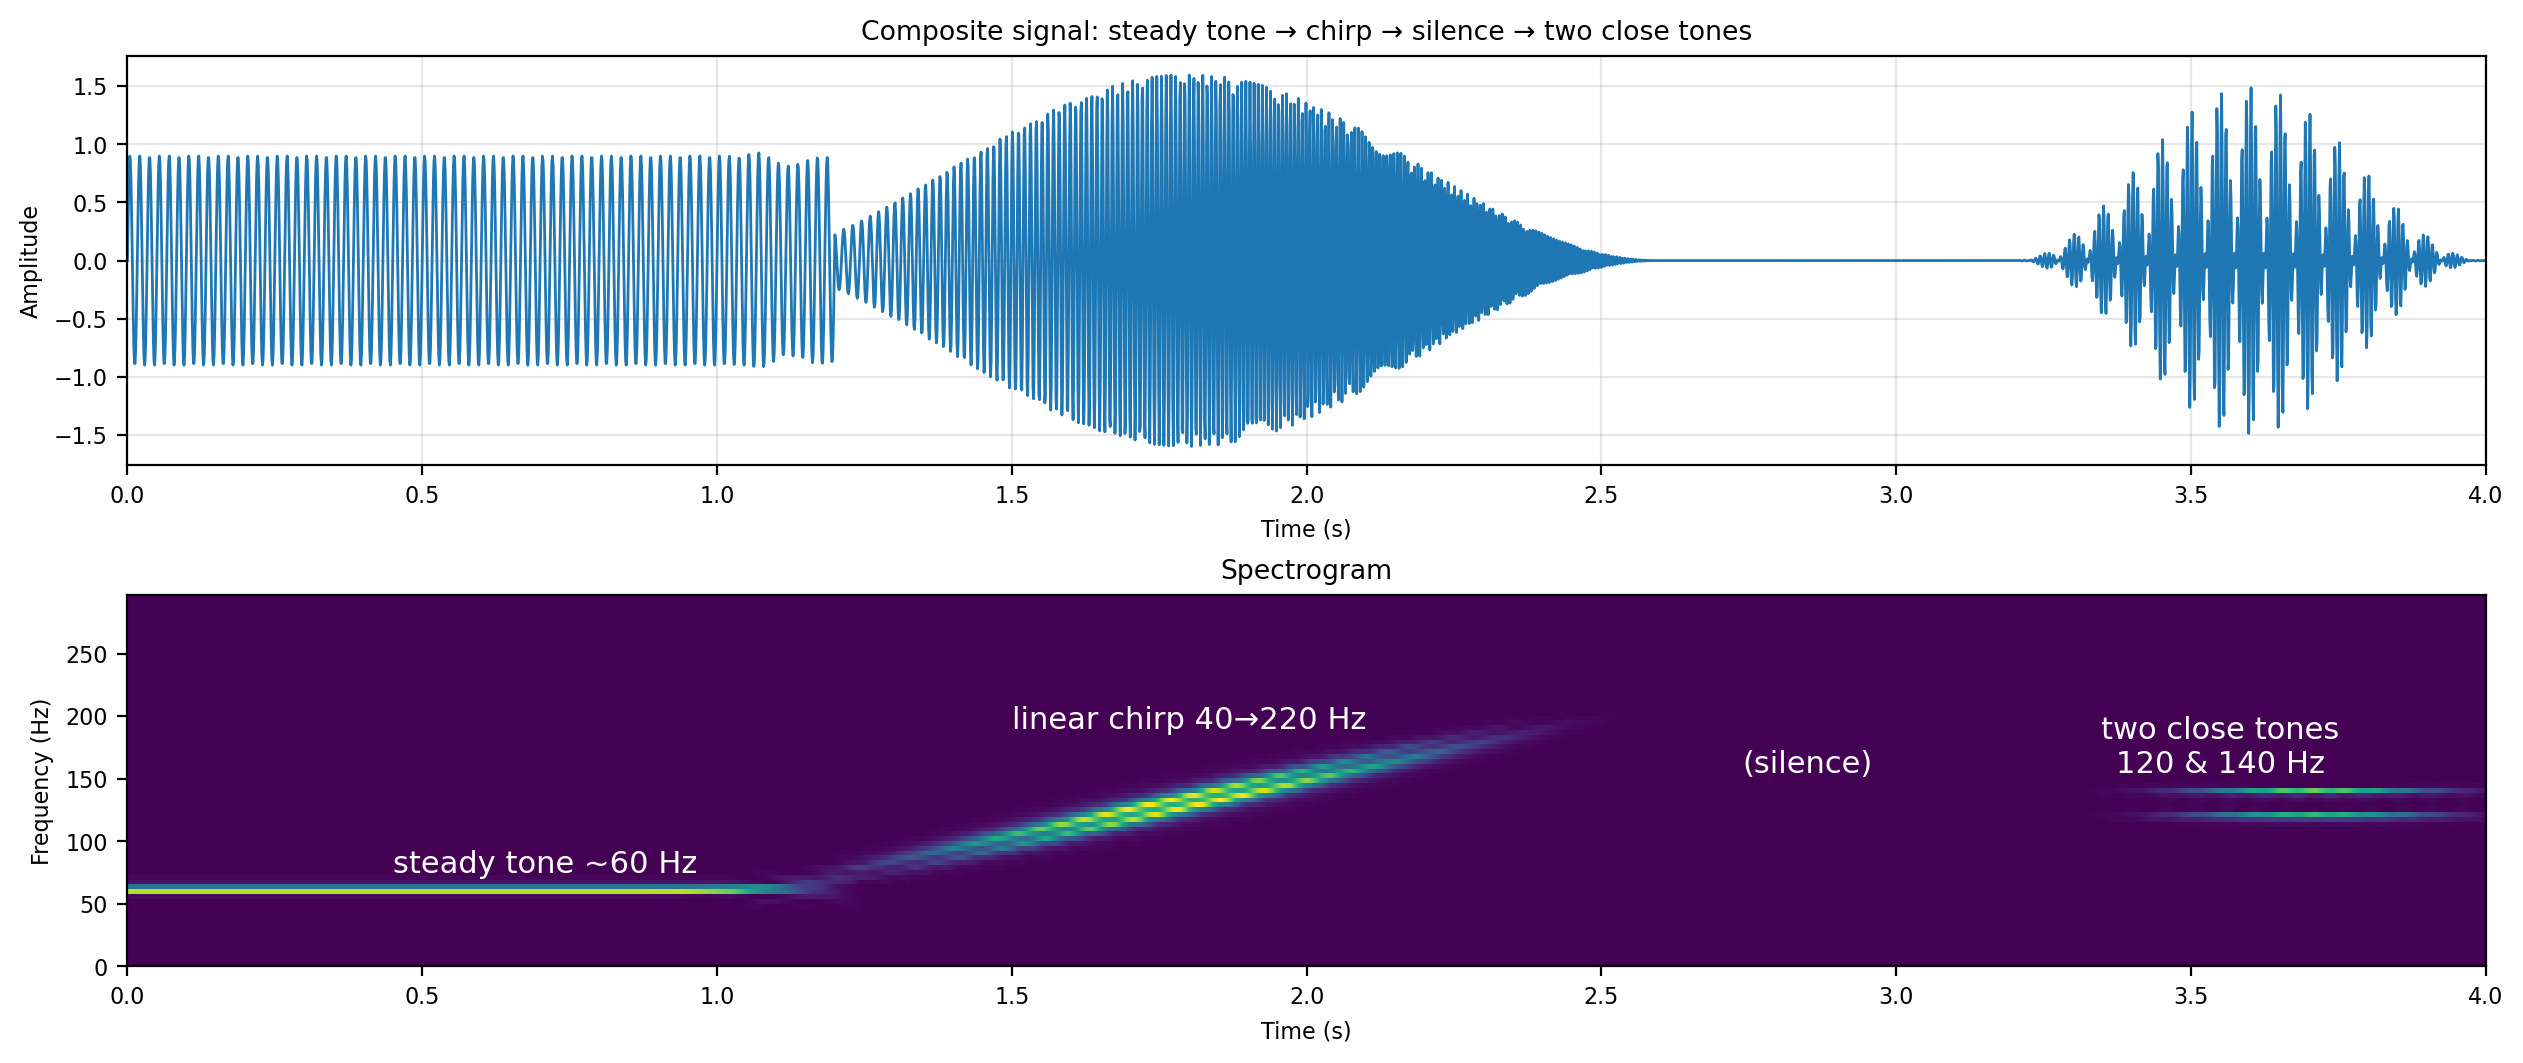 Composite signal: steady tone → chirp → silence → two close tones
1.5
1.0
0.5
0.0
−0.5
−1.0
−1.5
Amplitude
0.0 0.5 1.0 1.5 2.0 2.5 3.0 3.5 4.0
Time (s)
Spectrogram
250
200
150
100
50
0
Frequency (Hz)
linear chirp 40→220 Hz
two close tones
120 & 140 Hz
(silence)
steady tone ~60 Hz
0.0 0.5 1.0 1.5 2.0 2.5 3.0 3.5 4.0
Time (s)